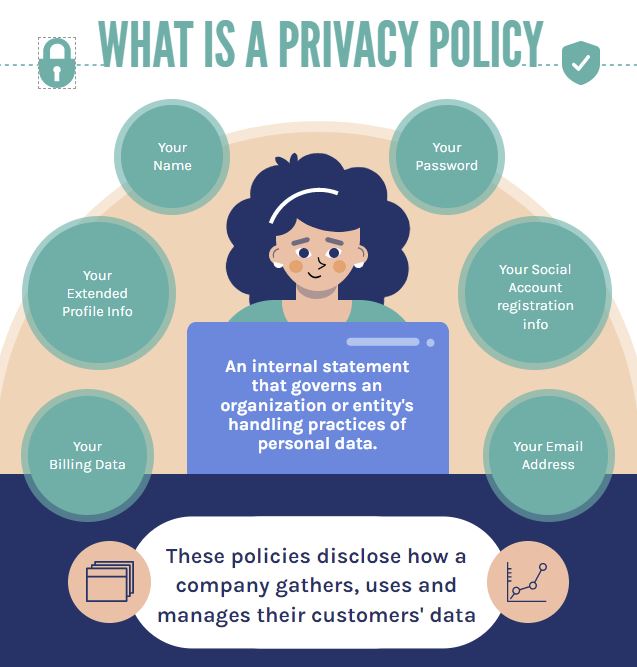 WHAT IS A PRIVACY POLICY
Your
Name
Your
Password
Your
Extended
Profile Info
Your Social
Account
registration
info
An internal statement
that governs an
organization or entity's
handling practices of
personal data.
Your
Billing Data
Your Email
Address
These policies disclose how a
company gathers, uses and
manages their customers' data